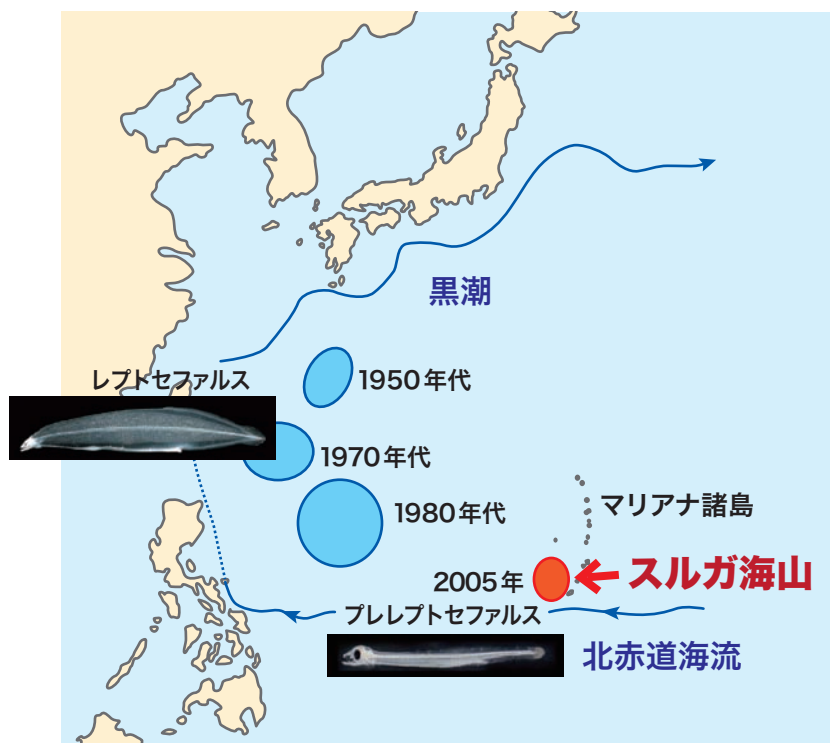 黒潮
レプトセファルス
1950年代
1970年代
1980年代
マリアナ諸島
2005年
スルガ海山
プレレプトセファルス
北赤道海流